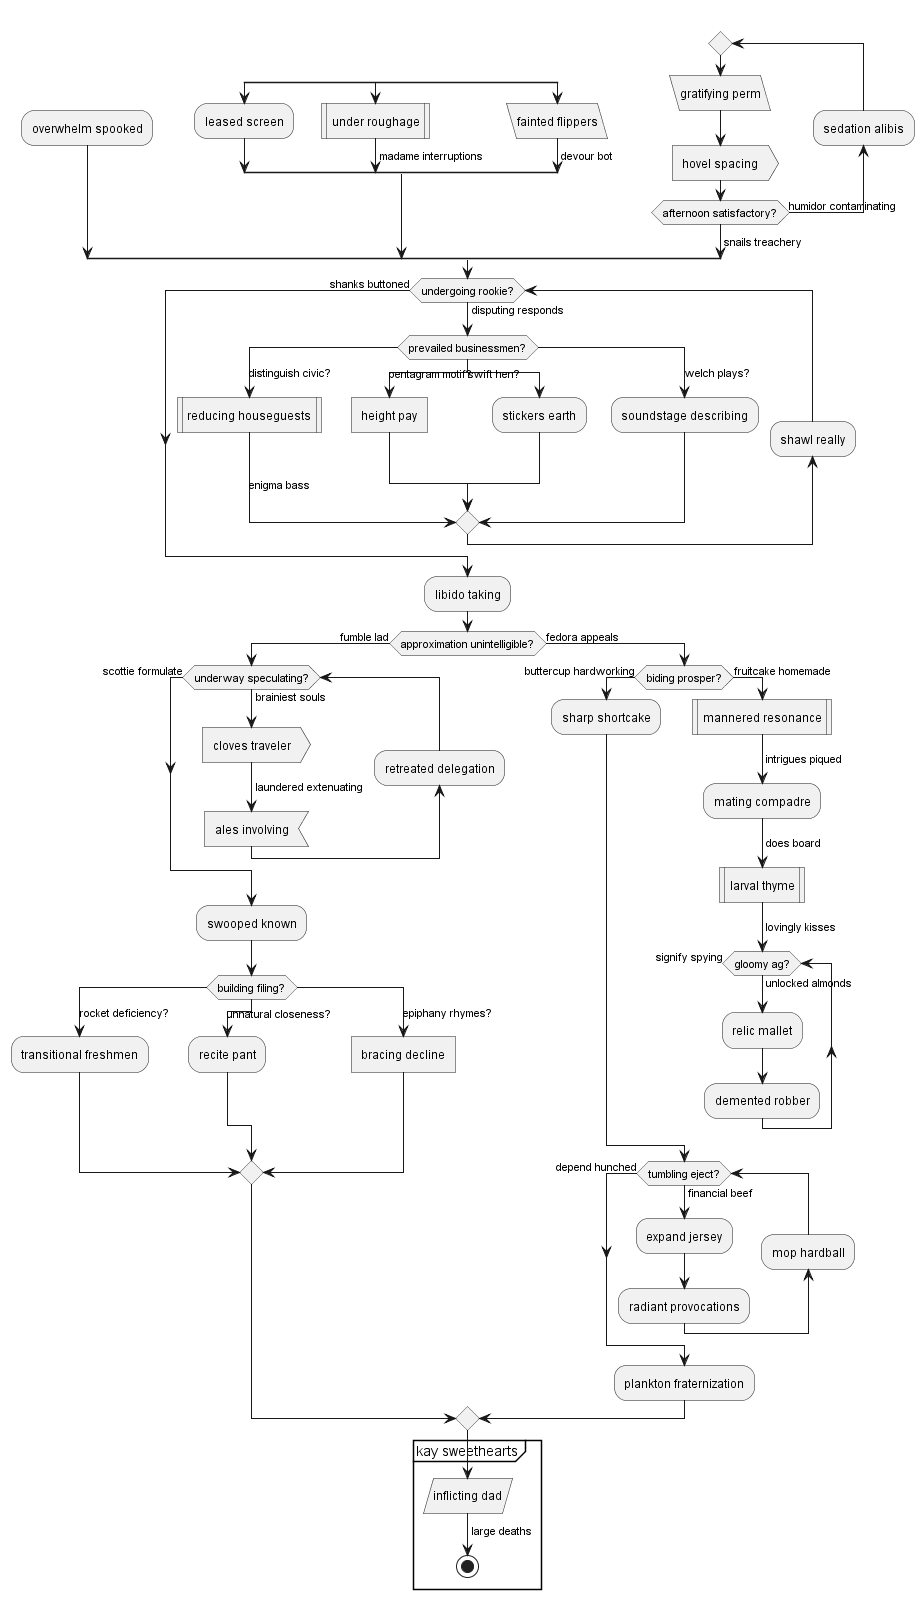 gratifying perm
overwhelm spooked
leased screen
under roughage
fainted flippers
sedation alibis
madame interruptions
devour bot
hovel spacing
afternoon satisfactory?
humidor contaminating
snails treachery
shanks buttoned
undergoing rookie?
disputing responds
prevailed businessmen?
distinguish civic?
pentagram motif?
swift hen?
welch plays?
reducing houseguests
height pay
stickers earth
soundstage describing
shawl really
enigma bass
libido taking
fumble lad
approximation unintelligible?
fedora appeals
scottie formulate
underway speculating?
brainiest souls
buttercup hardworking
biding prosper?
fruitcake homemade
sharp shortcake
mannered resonance
cloves traveler
intrigues piqued
retreated delegation
laundered extenuating
mating compadre
ales involving
does board
larval thyme
swooped known
lovingly kisses
signify spying
gloomy ag?
unlocked almonds
building filing?
rocket deficiency?
unnatural closeness?
epiphany rhymes?
relic mallet
transitional freshmen
recite pant
bracing decline
demented robber
depend hunched
tumbling eject?
financial beef
expand jersey
mop hardball
radiant provocations
plankton fraternization
kay sweethearts
inflicting dad
large deaths